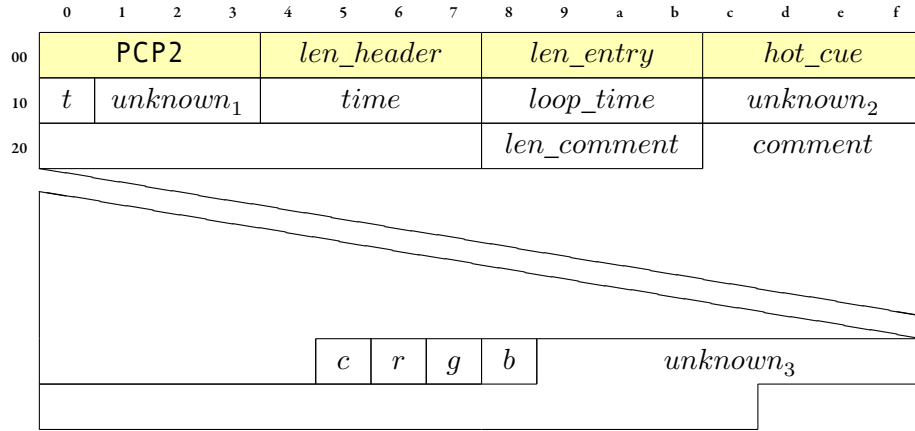 0 1 2 3 4 5 6 7 8 9 a b c d e f
00 PCP2 len_header len_entry hot_cue
10 t unknown₁ time loop_time unknown₂
20 len_comment comment
c r g b unknown₃